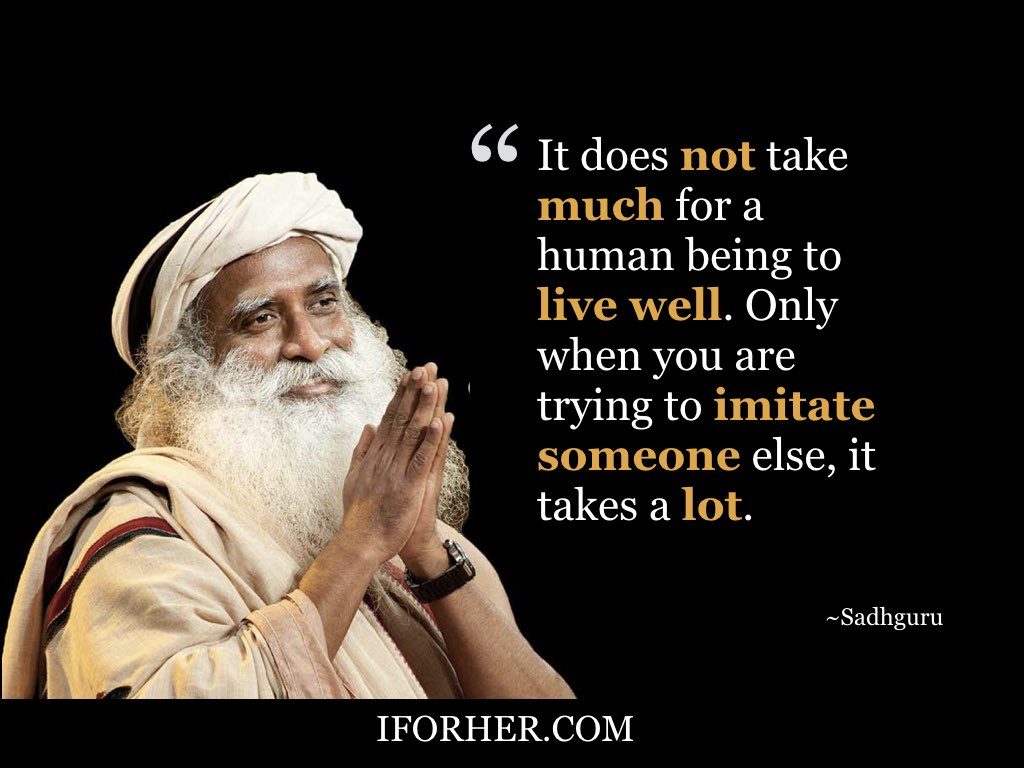 “ It does not take
much for a
human being to
live well. Only
when you are
trying to imitate
someone else, it
takes a lot.
~Sadhguru
IFORHER.COM